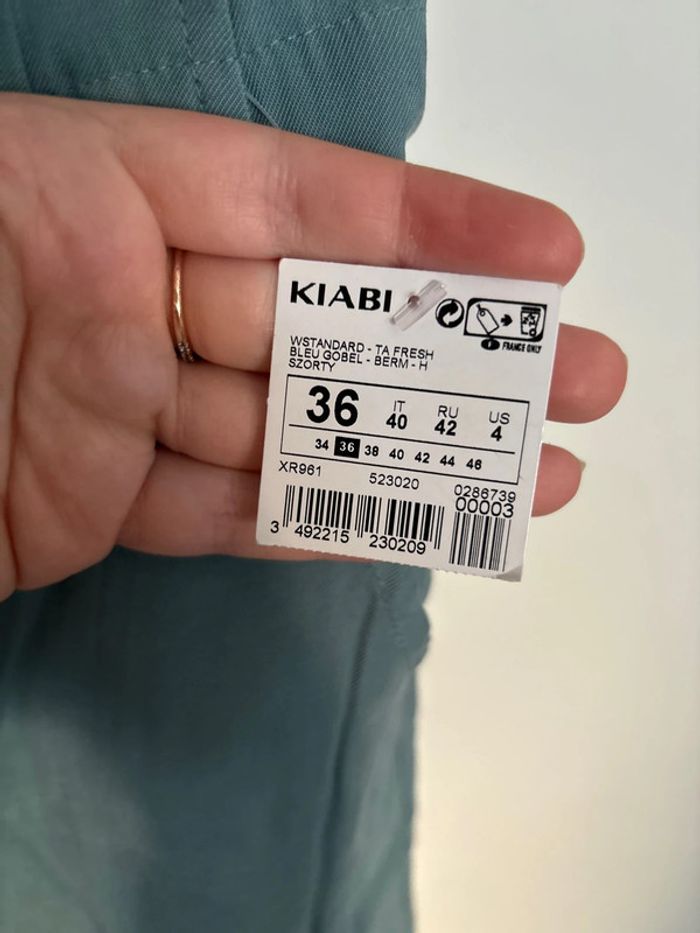 KIABI
FRANCE ONLY
WSTANDARD - TA FRESH
BLEU GOBEL - BERM - H
SZORTY
36 IT 40 RU 42 US 4
34 36 38 40 42 44 46
XR961 523020 0286739
00003
3 492215 230209